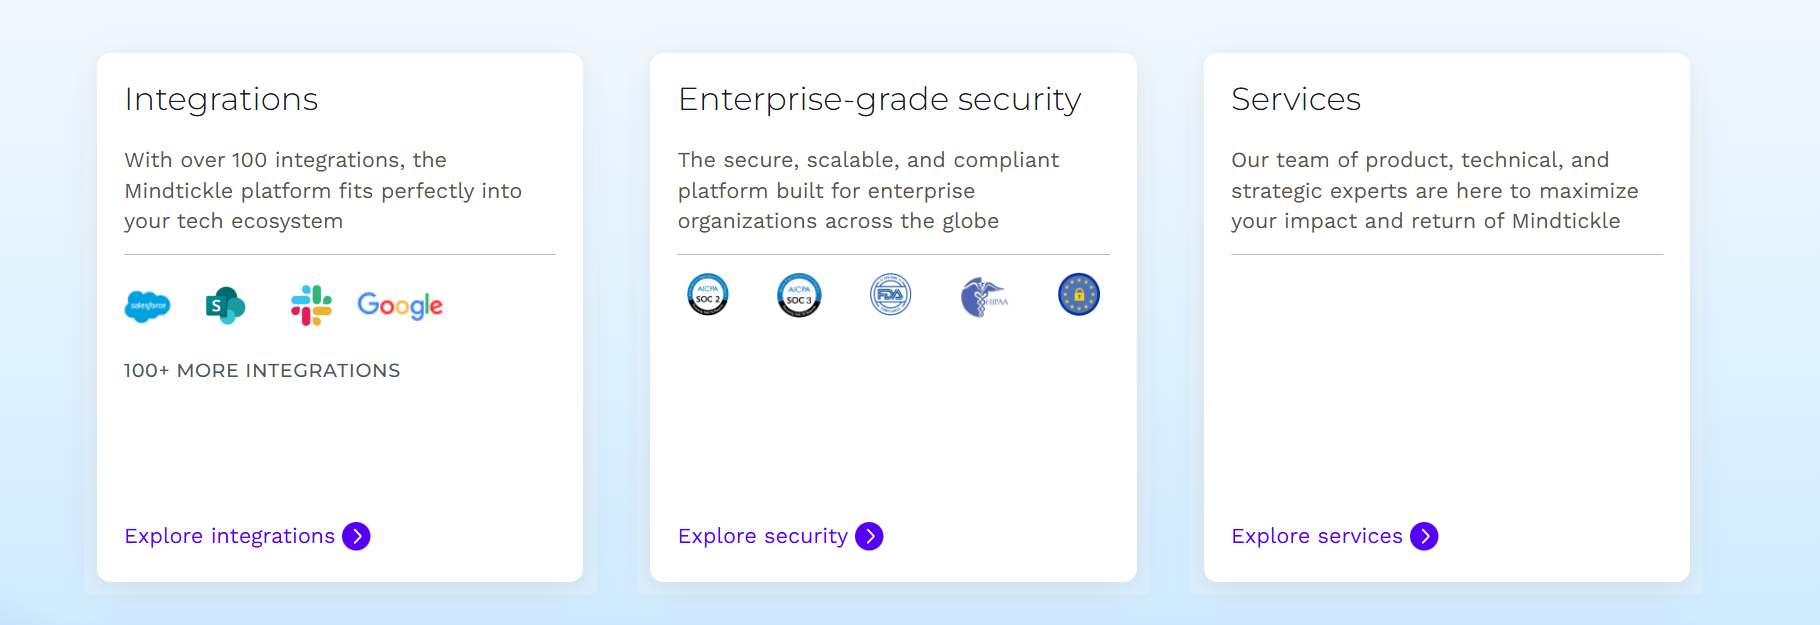 Integrations
With over 100 integrations, the
Mindtickle platform fits perfectly into
your tech ecosystem
salesforce
S
Google
100+ MORE INTEGRATIONS
Explore integrations
Enterprise-grade security
The secure, scalable, and compliant
platform built for enterprise
organizations across the globe
AICPA
SOC 2
AICPA
SOC 3
FDA
HIPAA
Explore security
Services
Our team of product, technical, and
strategic experts are here to maximize
your impact and return of Mindtickle
Explore services